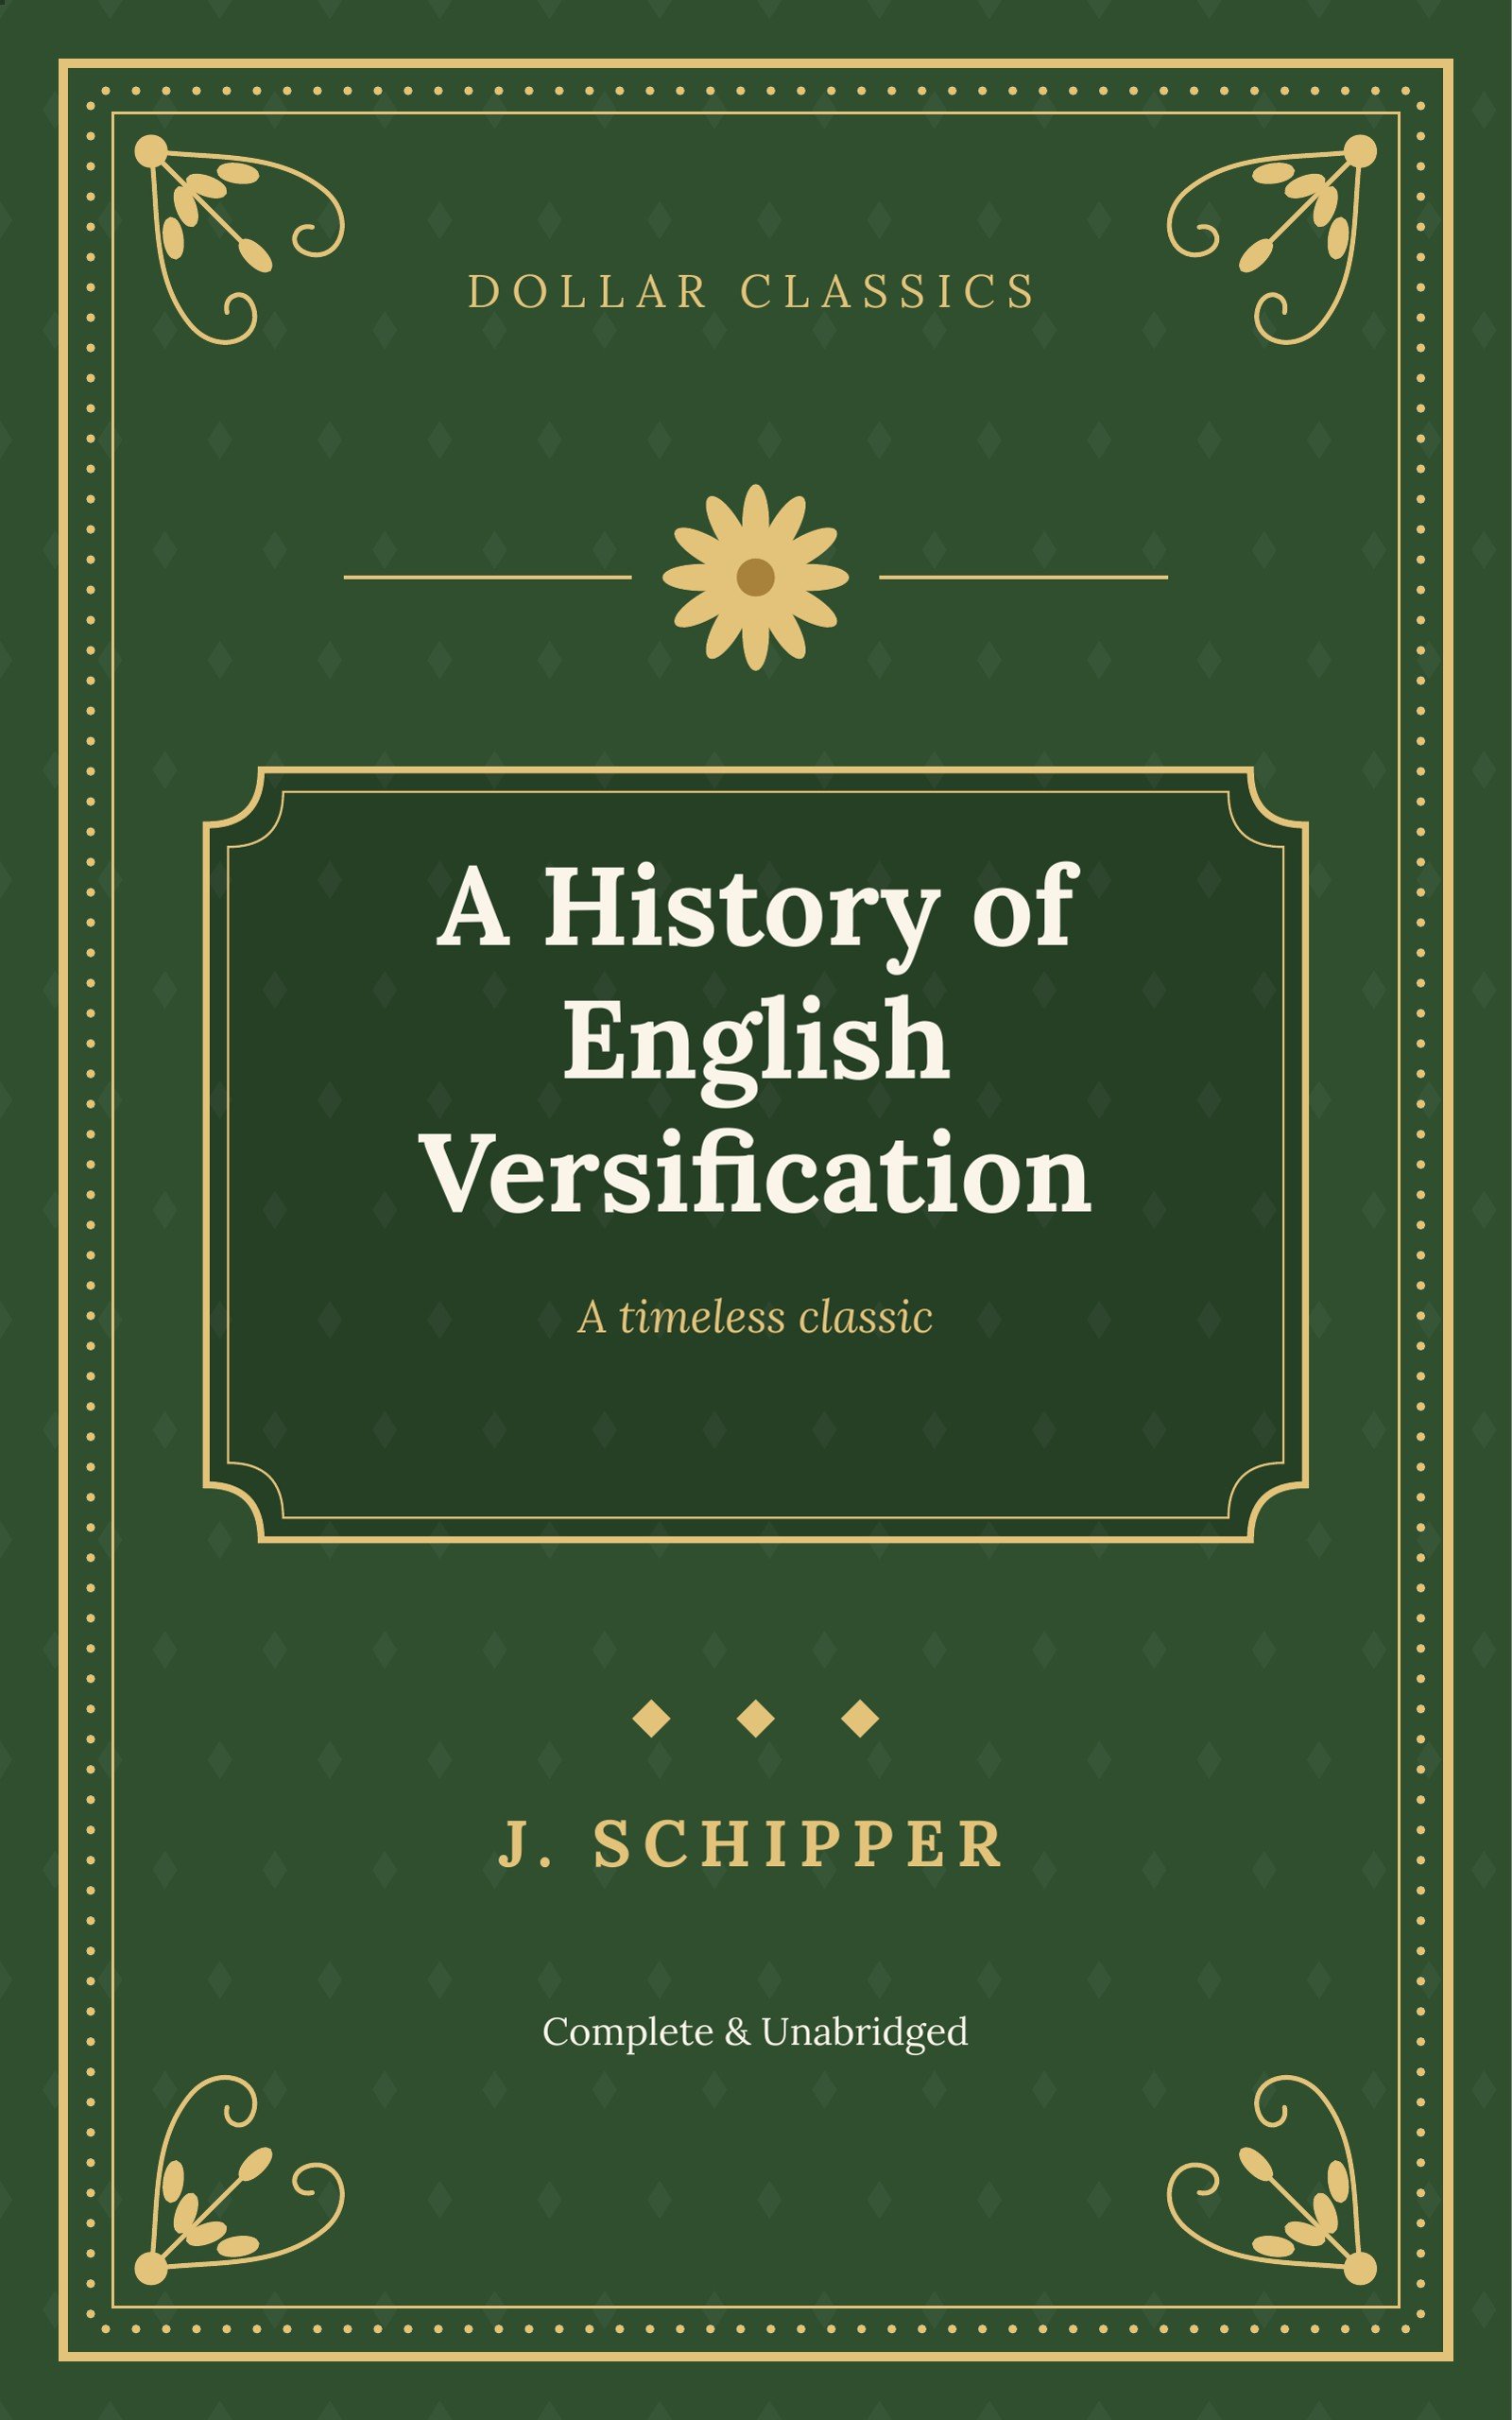 DOLLAR CLASSICS
A History of
English
Versification
A timeless classic
J. SCHIPPER
Complete & Unabridged